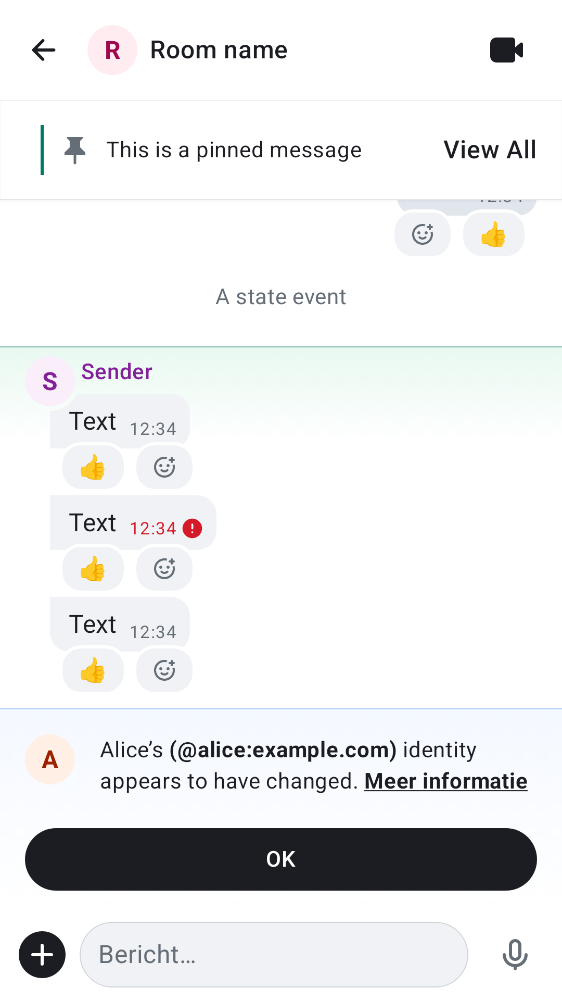 R Room name
This is a pinned message View All
👍
A state event
S Sender
Text 12:34
👍
Text 12:34
👍
Text 12:34
👍
A Alice’s (@alice:example.com) identity
appears to have changed. Meer informatie
OK
Bericht…